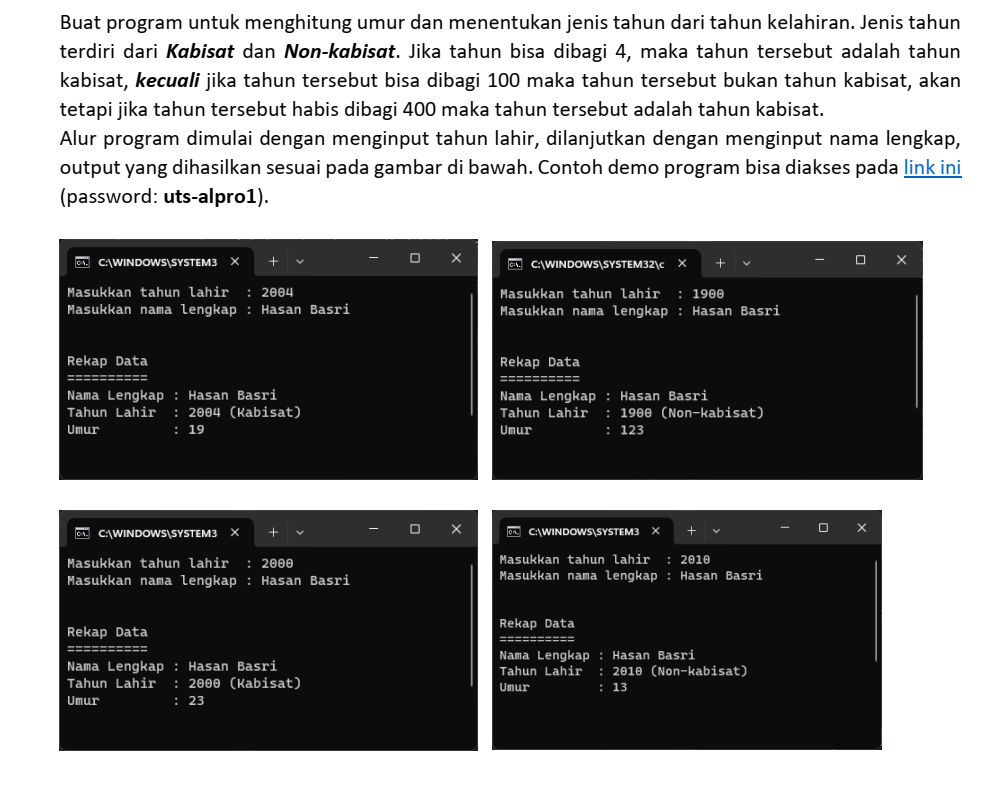 Buat program untuk menghitung umur dan menentukan jenis tahun dari tahun kelahiran. Jenis tahun
terdiri dari Kabisat dan Non-kabisat. Jika tahun bisa dibagi 4, maka tahun tersebut adalah tahun
kabisat, kecuali jika tahun tersebut bisa dibagi 100 maka tahun tersebut bukan tahun kabisat, akan
tetapi jika tahun tersebut habis dibagi 400 maka tahun tersebut adalah tahun kabisat.
Alur program dimulai dengan menginput tahun lahir, dilanjutkan dengan menginput nama lengkap,
output yang dihasilkan sesuai pada gambar di bawah. Contoh demo program bisa diakses pada link ini
(password: uts-alpro1).
C:\WINDOWS\SYSTEM3
Masukkan tahun lahir : 2004
Masukkan nama lengkap : Hasan Basri
Rekap Data
==========
Nama Lengkap : Hasan Basri
Tahun Lahir : 2004 (Kabisat)
Umur : 19
C:\WINDOWS\SYSTEM32\c
Masukkan tahun lahir : 1900
Masukkan nama lengkap : Hasan Basri
Rekap Data
==========
Nama Lengkap : Hasan Basri
Tahun Lahir : 1900 (Non-kabisat)
Umur : 123
C:\WINDOWS\SYSTEM3
Masukkan tahun lahir : 2000
Masukkan nama lengkap : Hasan Basri
Rekap Data
==========
Nama Lengkap : Hasan Basri
Tahun Lahir : 2000 (Kabisat)
Umur : 23
C:\WINDOWS\SYSTEM3
Masukkan tahun lahir : 2010
Masukkan nama lengkap : Hasan Basri
Rekap Data
==========
Nama Lengkap : Hasan Basri
Tahun Lahir : 2010 (Non-kabisat)
Umur : 13